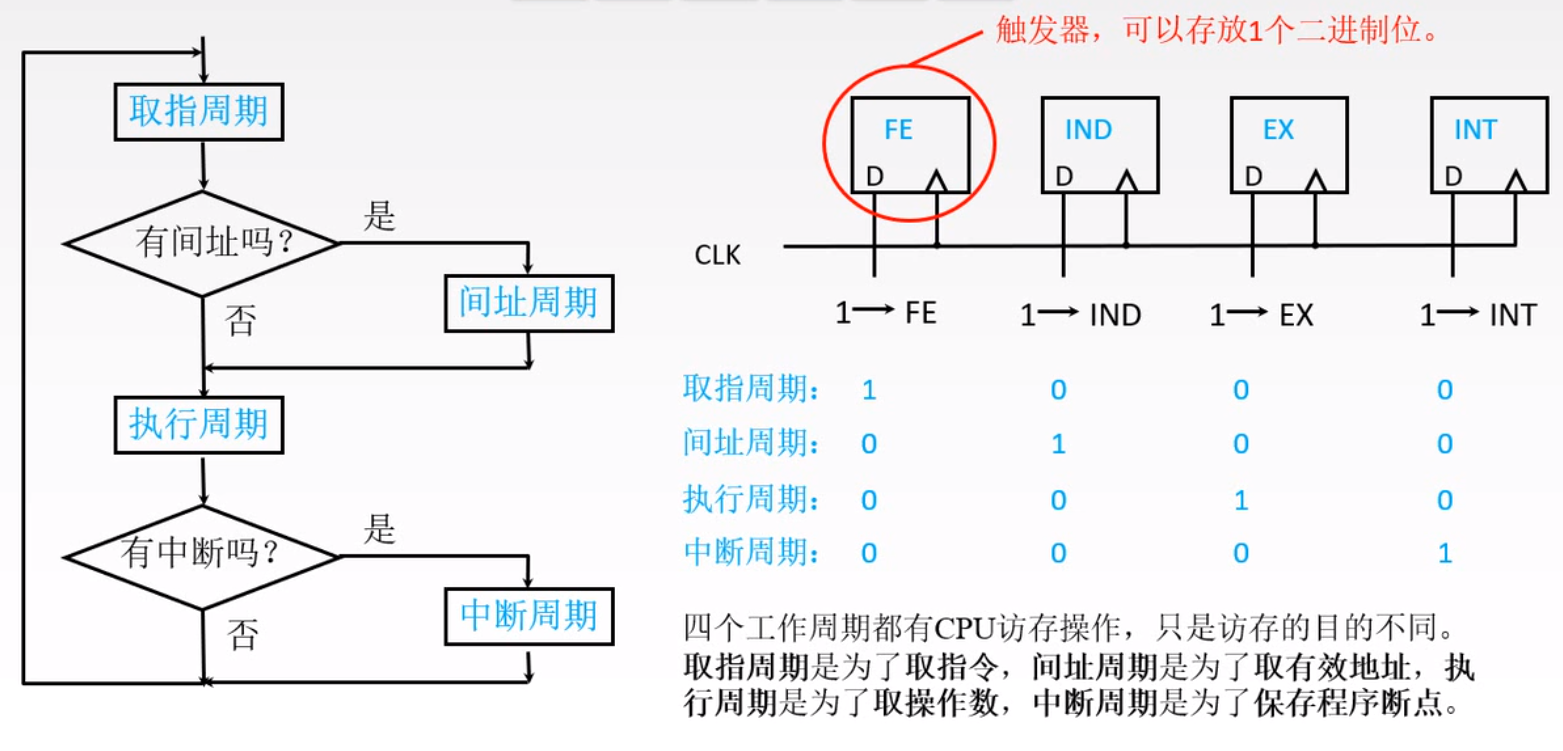 触发器，可以存放1个二进制位。
取指周期
有间址吗？
是
间址周期
否
执行周期
有中断吗？
是
中断周期
否
FE
IND
EX
INT
D
D
D
D
CLK
1→ FE
1→ IND
1→ EX
1→ INT
取指周期： 1 0 0 0
间址周期： 0 1 0 0
执行周期： 0 0 1 0
中断周期： 0 0 0 1
四个工作周期都有CPU访存操作，只是访存的目的不同。
取指周期是为了取指令，间址周期是为了取有效地址，执
行周期是为了取操作数，中断周期是为了保存程序断点。